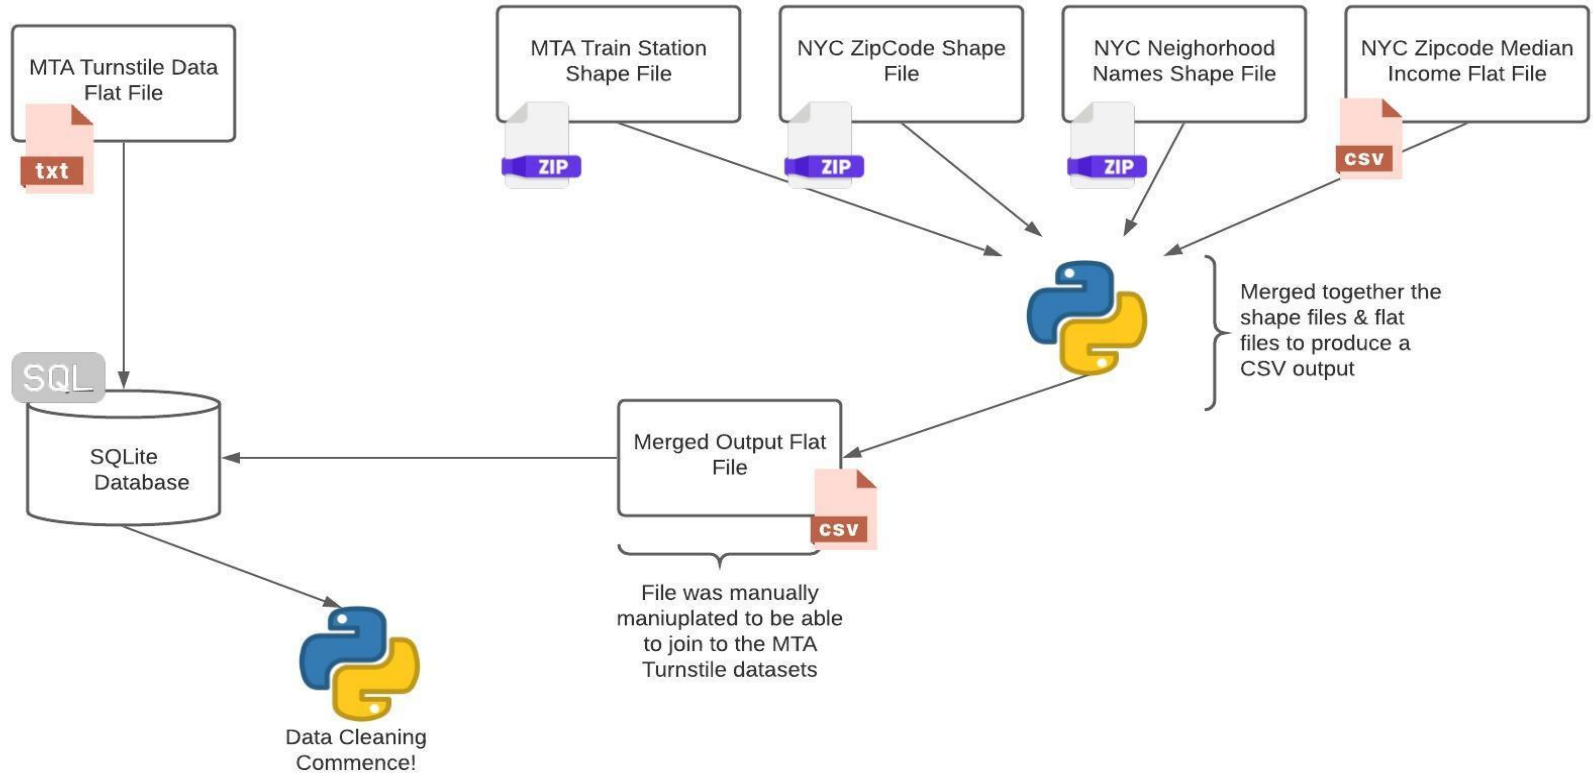 MTA Turnstile Data
Flat File
txt
MTA Train Station
Shape File
ZIP
NYC ZipCode Shape
File
ZIP
NYC Neighorhood
Names Shape File
ZIP
NYC Zipcode Median
Income Flat File
csv
Merged together the
shape files & flat
files to produce a
CSV output
SQL
SQLite
Database
Merged Output Flat
File
csv
File was manually
maniuplated to be able
to join to the MTA
Turnstile datasets
Data Cleaning
Commence!